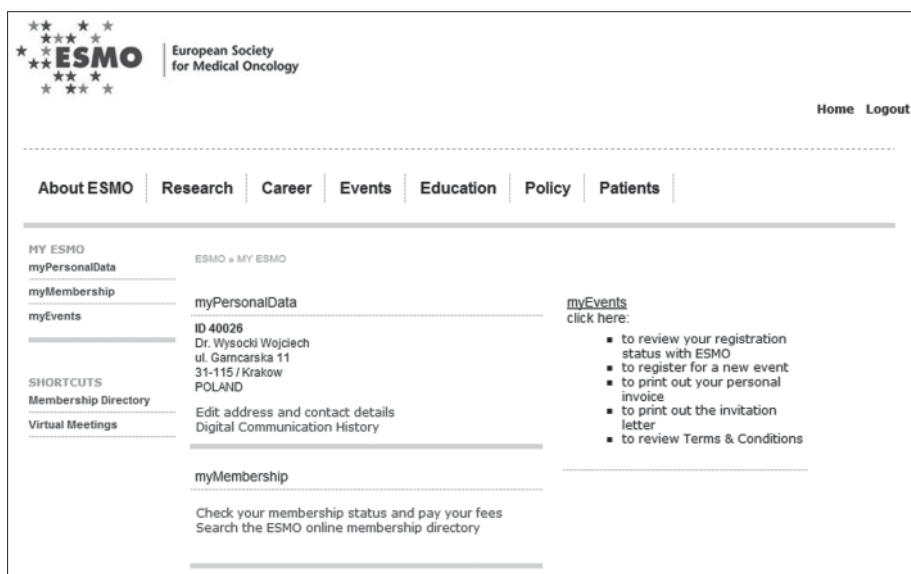 ESMO
European Society
for Medical Oncology
Home Logout
About ESMO Research Career Events Education Policy Patients
MY ESMO
myPersonalData
myMembership
myEvents
SHORTCUTS
Membership Directory
Virtual Meetings
ESMO » MY ESMO
myPersonalData
ID 40026
Dr. Wysocki Wojciech
ul. Garncarska 11
31-115 / Krakow
POLAND
Edit address and contact details
Digital Communication History
myMembership
Check your membership status and pay your fees
Search the ESMO online membership directory
myEvents
click here:
▪ to review your registration
status with ESMO
▪ to register for a new event
▪ to print out your personal
invoice
▪ to print out the invitation
letter
▪ to review Terms & Conditions